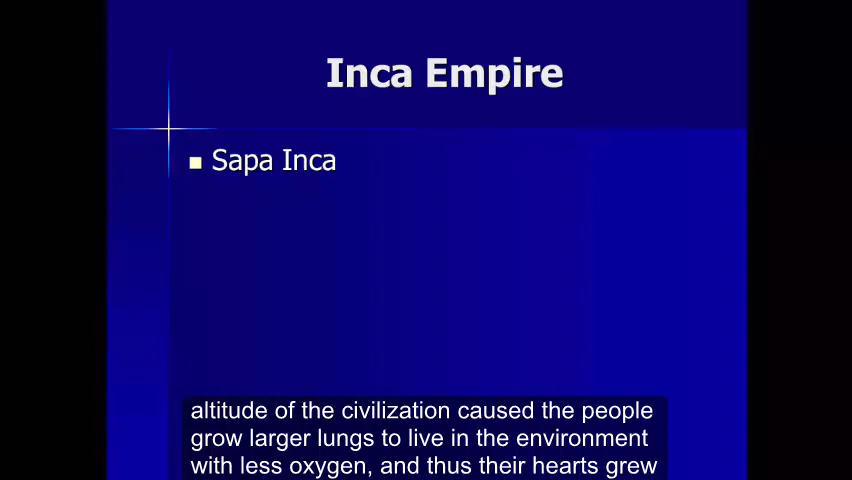 Inca Empire
Sapa Inca
altitude of the civilization caused the people
grow larger lungs to live in the environment
with less oxygen, and thus their hearts grew